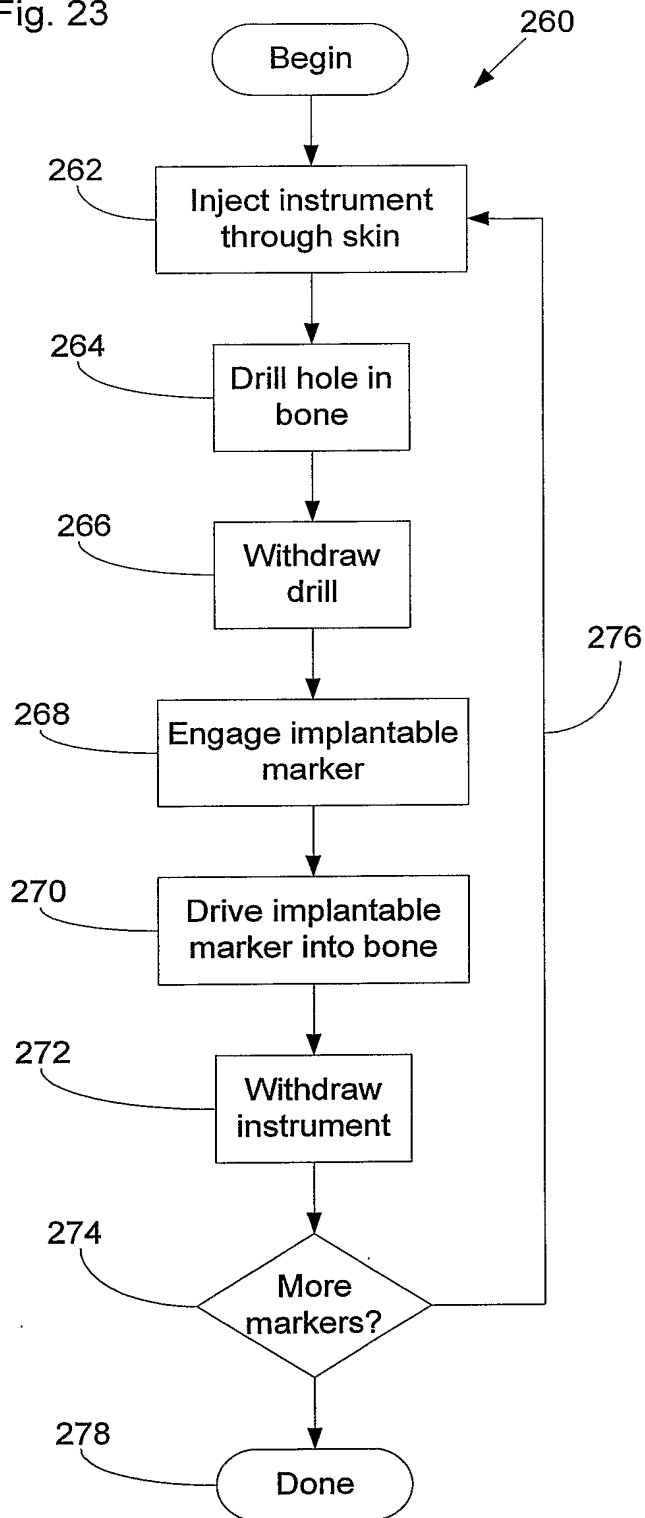 Fig. 23
260
Begin
262
Inject instrument
through skin
264
Drill hole in
bone
266
Withdraw
drill
276
268
Engage implantable
marker
270
Drive implantable
marker into bone
272
Withdraw
instrument
274
More
markers?
278
Done